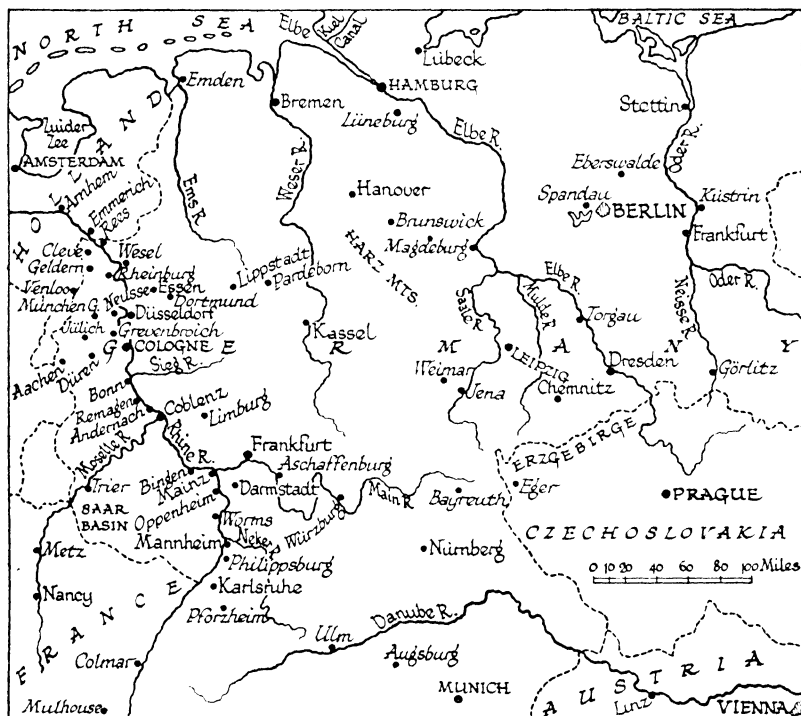 NORTH SEA
BALTIC SEA
Elbe
Kiel Canal
Lübeck
HAMBURG
Emden
Bremen
Lüneburg
Elbe R.
Stettin
Zuider Zee
AMSTERDAM
HOLLAND
Arnhem
Emmerich
Rees
Ems R.
Weser R.
Hanover
Brunswick
Magdeburg
HARZ MTS.
Eberswalde
Spandau
BERLIN
Oder R.
Küstrin
Frankfurt
Cleve
Geldern
Venloo
München G.
Jülich
Wesel
Rheinburg
Essen
Neusse
Dortmund
Düsseldorf
Grevenbroich
COLOGNE
Lippstadt
Pardeborn
Kassel
Saale R.
Mulde R.
Elbe R.
Torgau
Neisse R.
Oder R.
GERMANY
Aachen
Düren
Sieg R.
Bonn
Remagen
Andernach
Coblenz
Limburg
Weimar
Jena
LEIPZIG
Chemnitz
Dresden
Görlitz
Moselle R.
Rhine R.
Frankfurt
Aschaffenburg
ERZGEBIRGE
Trier
Bingen
Mainz
Darmstadt
Oppenheim
Main R.
Bayreuth
Eger
PRAGUE
SAAR BASIN
Worms
Würzburg
CZECHOSLOVAKIA
Metz
Mannheim
Neker R.
Nürnberg
Philippsburg
0 10 20 40 60 80 100 Miles
Nancy
Karlsruhe
Pforzheim
Danube R.
FRANCE
Ulm
Augsburg
Colmar
AUSTRIA
MUNICH
Linz
VIENNA
Mulhouse